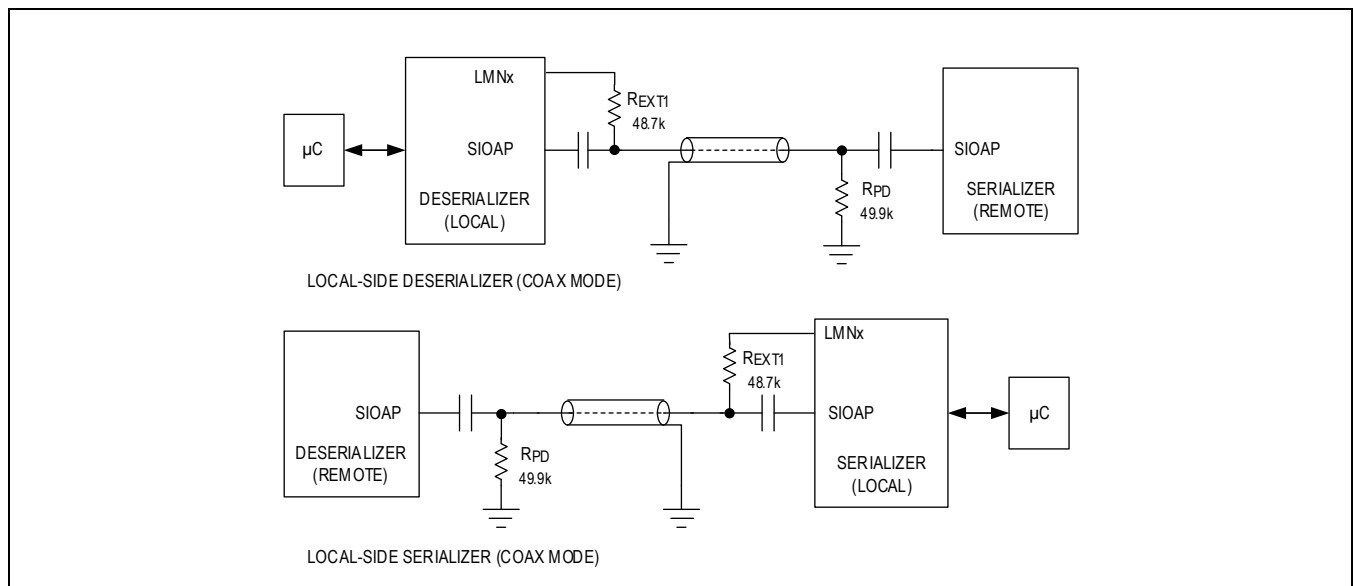 LMNx
REXT1
48.7k
µC
SIOAP
SIOAP
DESERIALIZER
(LOCAL)
RPD
49.9k
SERIALIZER
(REMOTE)
LOCAL-SIDE DESERIALIZER (COAX MODE)
LMNx
REXT1
48.7k
SIOAP
SIOAP
µC
DESERIALIZER
(REMOTE)
RPD
49.9k
SERIALIZER
(LOCAL)
LOCAL-SIDE SERIALIZER (COAX MODE)